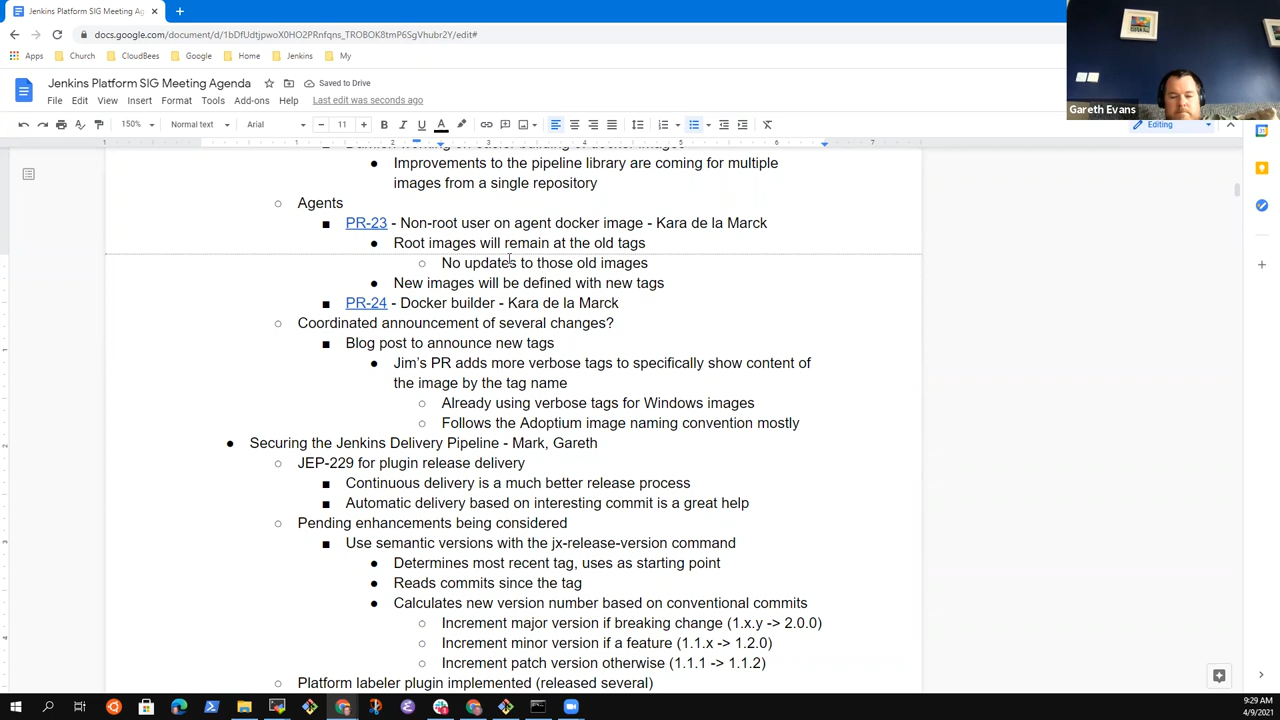 Jenkins Platform SIG Meeting Ag
docs.google.com/document/d/1bDfUdtjpwoX0HO2PRnfqns_TROBOK8tmP6SgVhubr2Y/edit#
Apps Church CloudBees Google Home Jenkins My
Gareth Evans
Jenkins Platform SIG Meeting Agenda
Saved to Drive
File Edit View Insert Format Tools Add-ons Help Last edit was seconds ago
150% Normal text Arial 11 Editing
1 1 2 3 4 5 6 7
Improvements to the pipeline library are coming for multiple
images from a single repository
Agents
PR-23 - Non-root user on agent docker image - Kara de la Marck
Root images will remain at the old tags
No updates to those old images
New images will be defined with new tags
PR-24 - Docker builder - Kara de la Marck
Coordinated announcement of several changes?
Blog post to announce new tags
Jim's PR adds more verbose tags to specifically show content of
the image by the tag name
Already using verbose tags for Windows images
Follows the Adoptium image naming convention mostly
Securing the Jenkins Delivery Pipeline - Mark, Gareth
JEP-229 for plugin release delivery
Continuous delivery is a much better release process
Automatic delivery based on interesting commit is a great help
Pending enhancements being considered
Use semantic versions with the jx-release-version command
Determines most recent tag, uses as starting point
Reads commits since the tag
Calculates new version number based on conventional commits
Increment major version if breaking change (1.x.y -> 2.0.0)
Increment minor version if a feature (1.1.x -> 1.2.0)
Increment patch version otherwise (1.1.1 -> 1.1.2)
Platform labeler plugin implemented (released several)
9:29 AM
4/9/2021